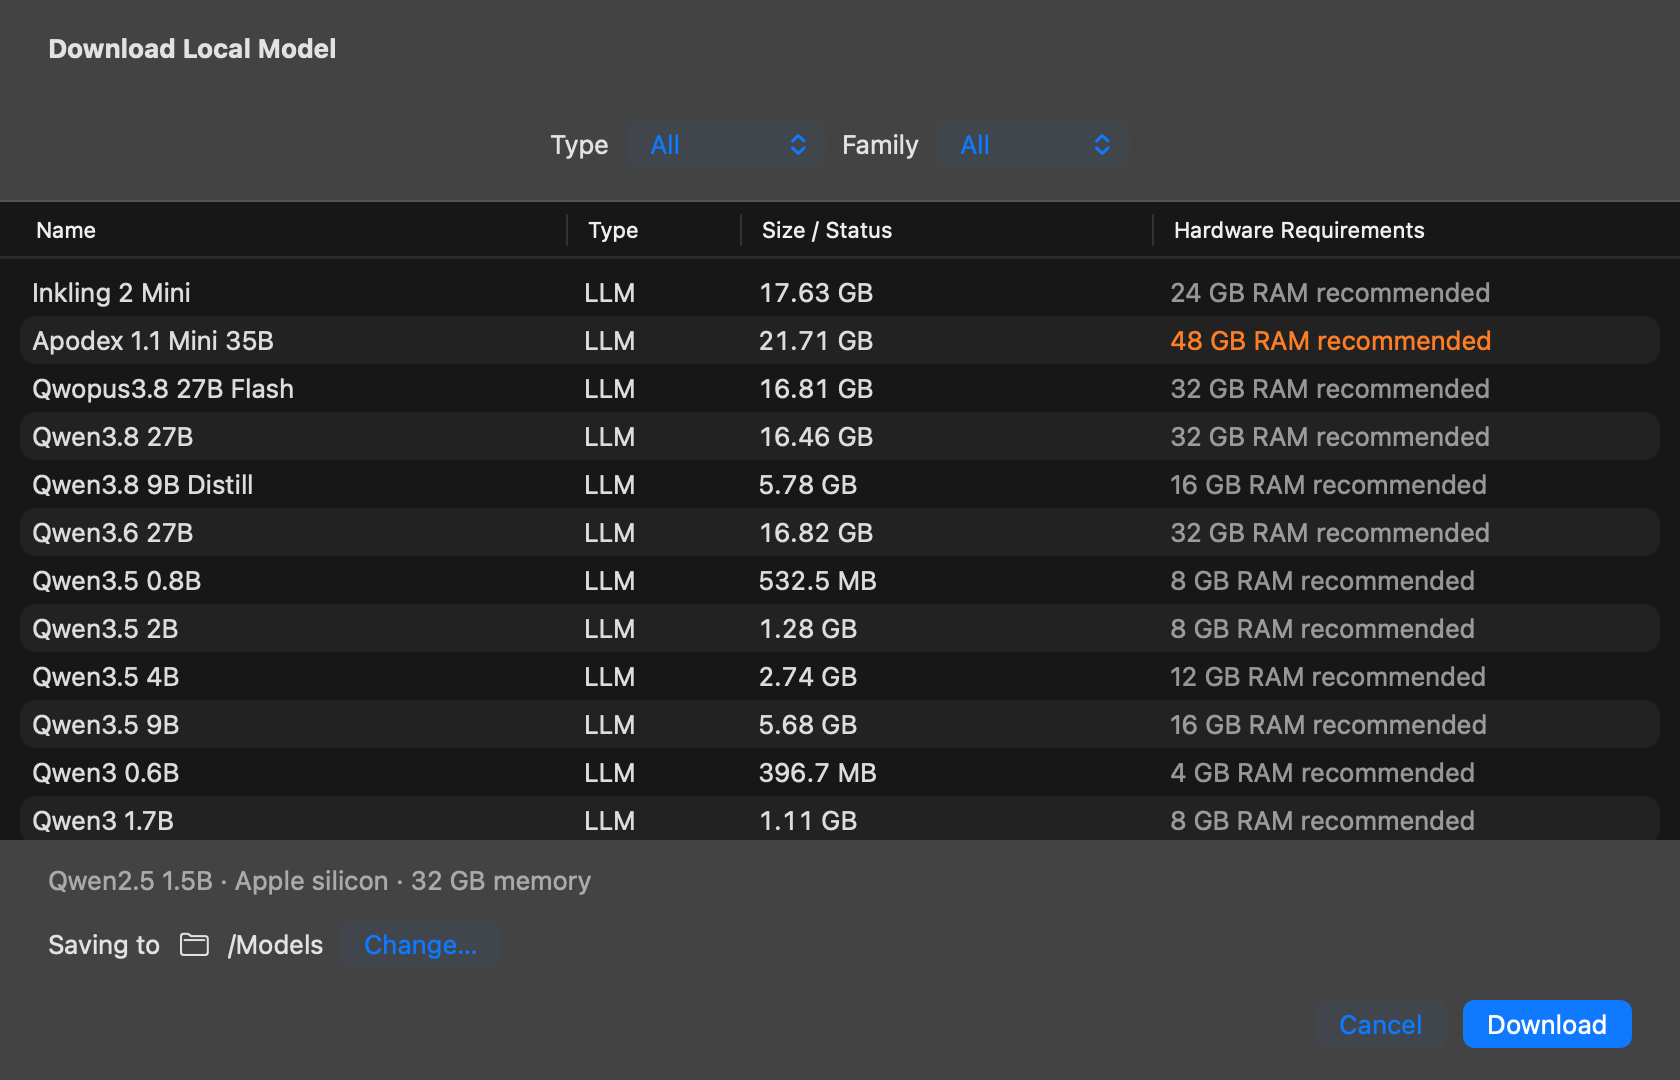 Download Local Model
Type All Family All
Name Type Size / Status Hardware Requirements
Inkling 2 Mini LLM 17.63 GB 24 GB RAM recommended
Apodex 1.1 Mini 35B LLM 21.71 GB 48 GB RAM recommended
Qwopus3.8 27B Flash LLM 16.81 GB 32 GB RAM recommended
Qwen3.8 27B LLM 16.46 GB 32 GB RAM recommended
Qwen3.8 9B Distill LLM 5.78 GB 16 GB RAM recommended
Qwen3.6 27B LLM 16.82 GB 32 GB RAM recommended
Qwen3.5 0.8B LLM 532.5 MB 8 GB RAM recommended
Qwen3.5 2B LLM 1.28 GB 8 GB RAM recommended
Qwen3.5 4B LLM 2.74 GB 12 GB RAM recommended
Qwen3.5 9B LLM 5.68 GB 16 GB RAM recommended
Qwen3 0.6B LLM 396.7 MB 4 GB RAM recommended
Qwen3 1.7B LLM 1.11 GB 8 GB RAM recommended
Qwen2.5 1.5B · Apple silicon · 32 GB memory
Saving to /Models Change...
Cancel Download